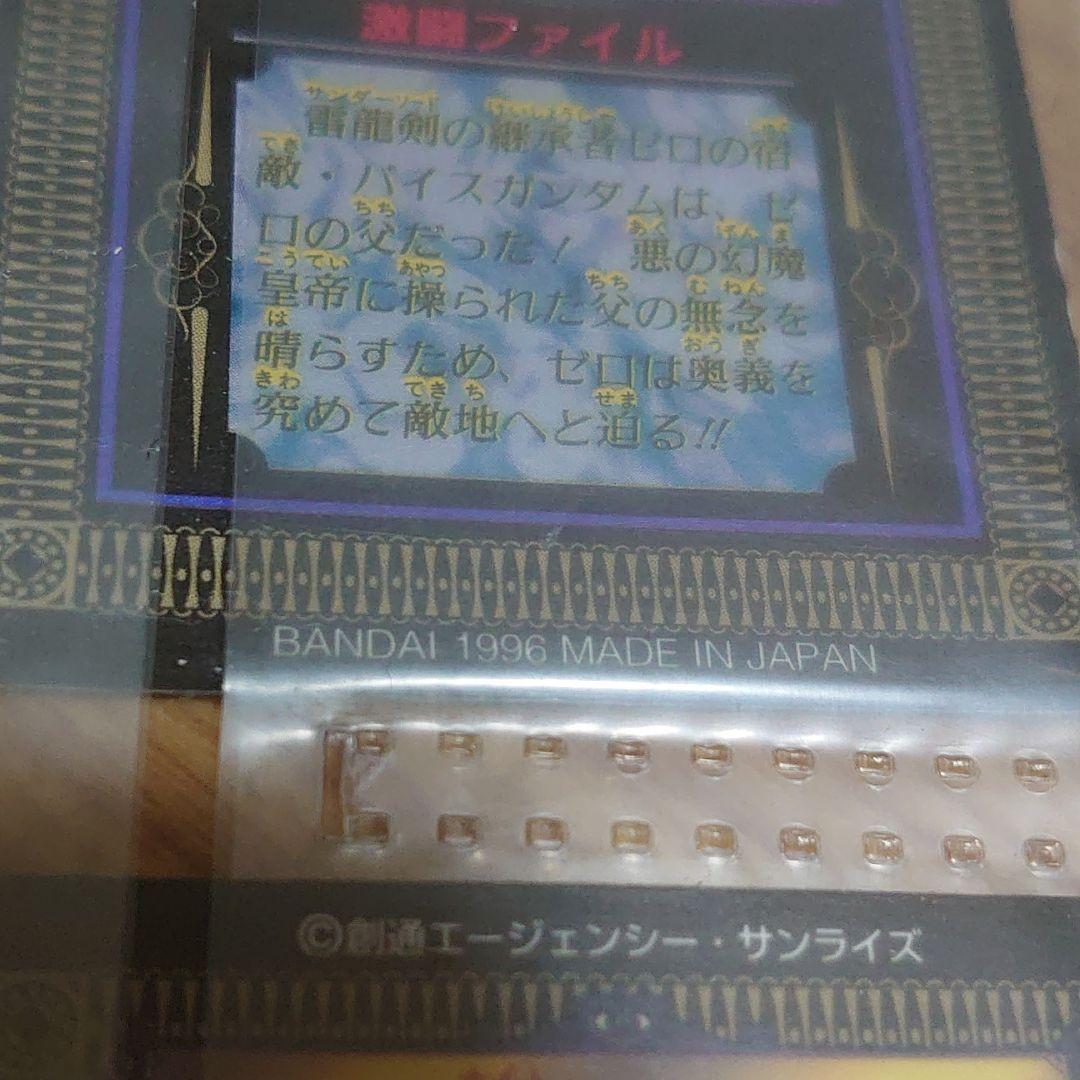 激闘ファイル
雷龍剣の継承者ゼロの宿
敵・バイスガンダムは、ゼ
ロの父だった! 悪の幻魔
皇帝に操られた父の無念を
晴らすため、ゼロは奥義を
究めて敵地へと迫る!!
BANDAI 1996 MADE IN JAPAN
©創通エージェンシー・サンライズ